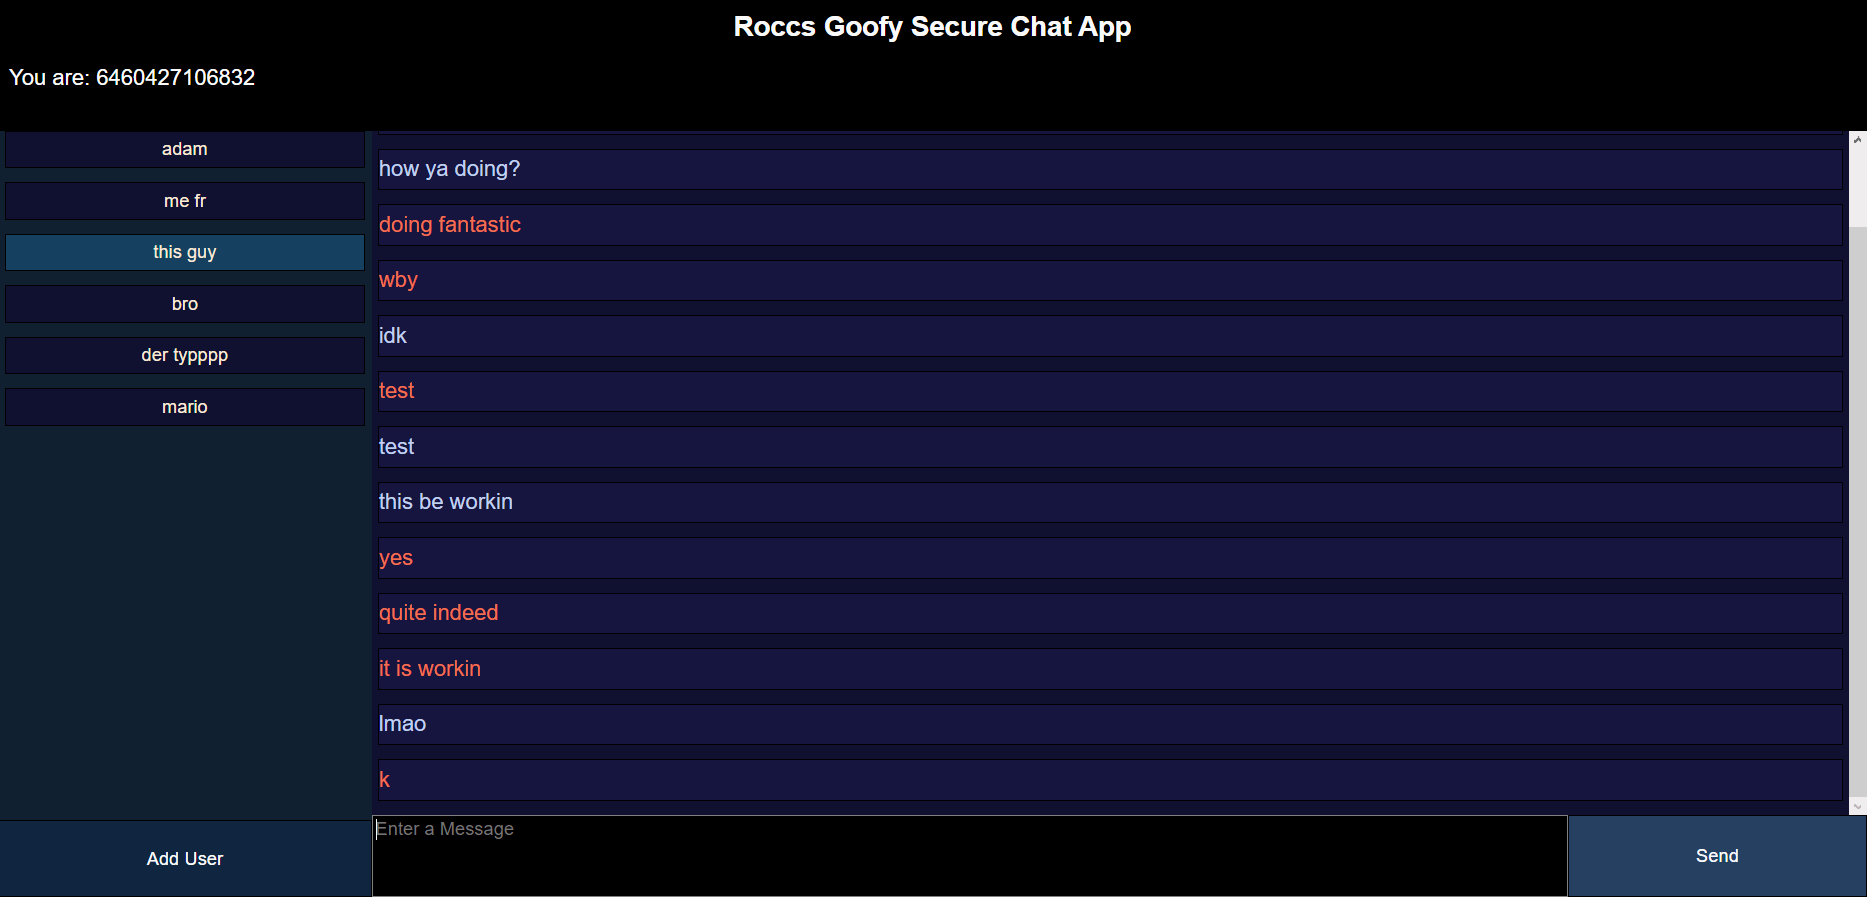 Roccs Goofy Secure Chat App
You are: 6460427106832
adam
me fr
this guy
bro
der typppp
mario
Add User
how ya doing?
doing fantastic
wby
idk
test
test
this be workin
yes
quite indeed
it is workin
lmao
k
Enter a Message
Send